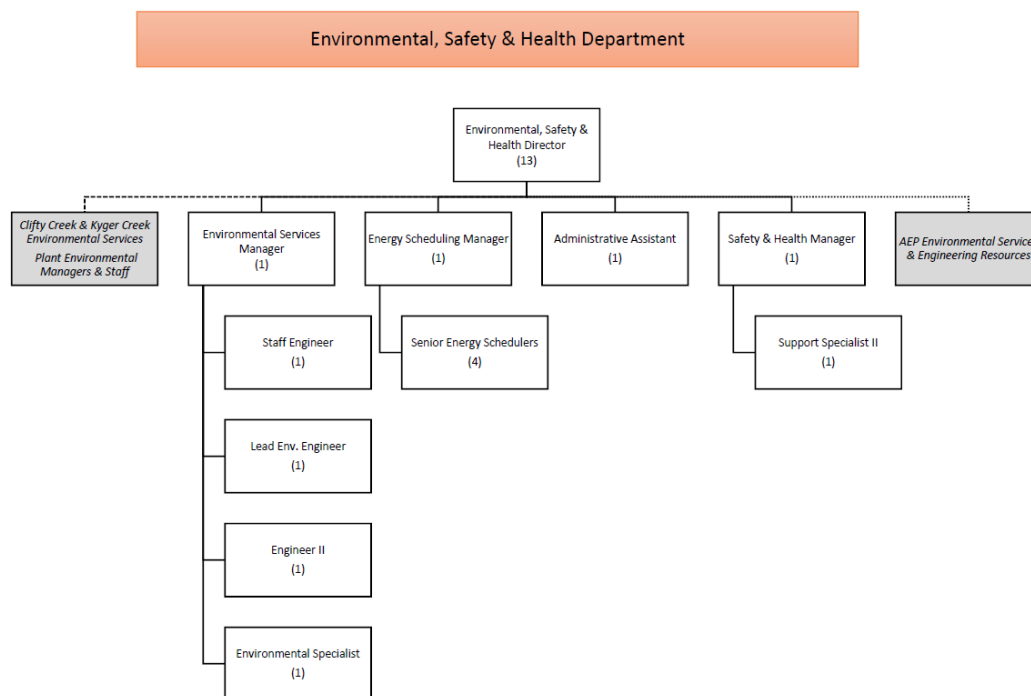 Environmental, Safety & Health Department
Environmental, Safety &
Health Director
(13)
Clifty Creek & Kyger Creek
Environmental Services
Plant Environmental
Managers & Staff
Environmental Services
Manager
(1)
Energy Scheduling Manager
(1)
Administrative Assistant
(1)
Safety & Health Manager
(1)
AEP Environmental Service
& Engineering Resources
Staff Engineer
(1)
Senior Energy Schedulers
(4)
Support Specialist II
(1)
Lead Env. Engineer
(1)
Engineer II
(1)
Environmental Specialist
(1)